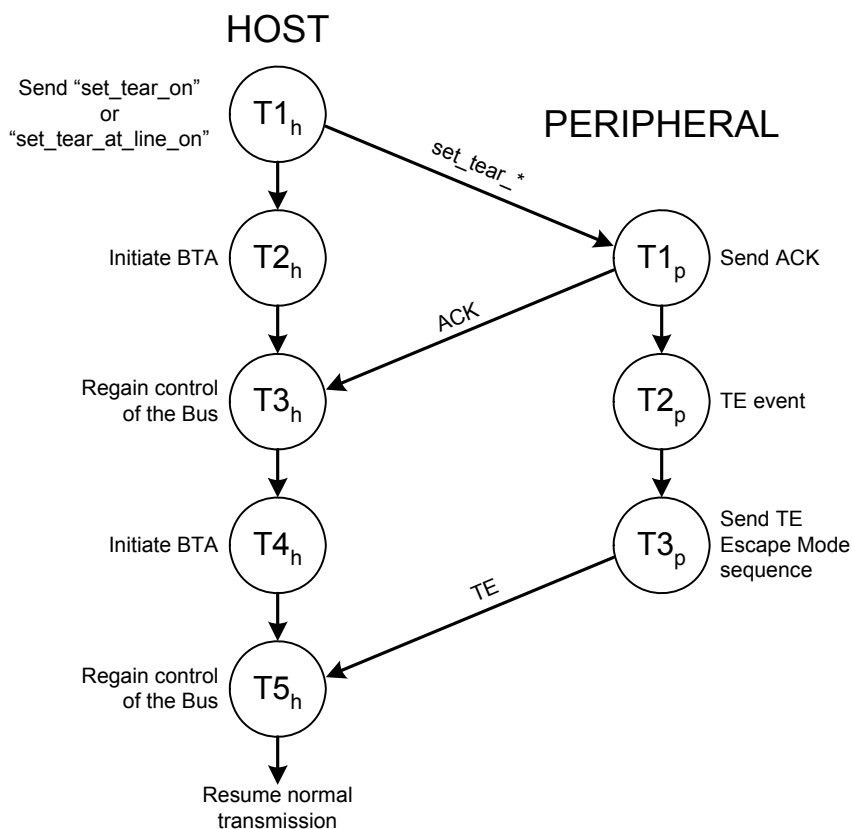 HOST
Send “set_tear_on”
or
“set_tear_at_line_on”
T1h
PERIPHERAL
set_tear_*
Initiate BTA
T2h
T1p
Send ACK
ACK
Regain control
of the Bus
T3h
T2p
TE event
Initiate BTA
T4h
T3p
Send TE
Escape Mode
sequence
TE
Regain control
of the Bus
T5h
Resume normal
transmission